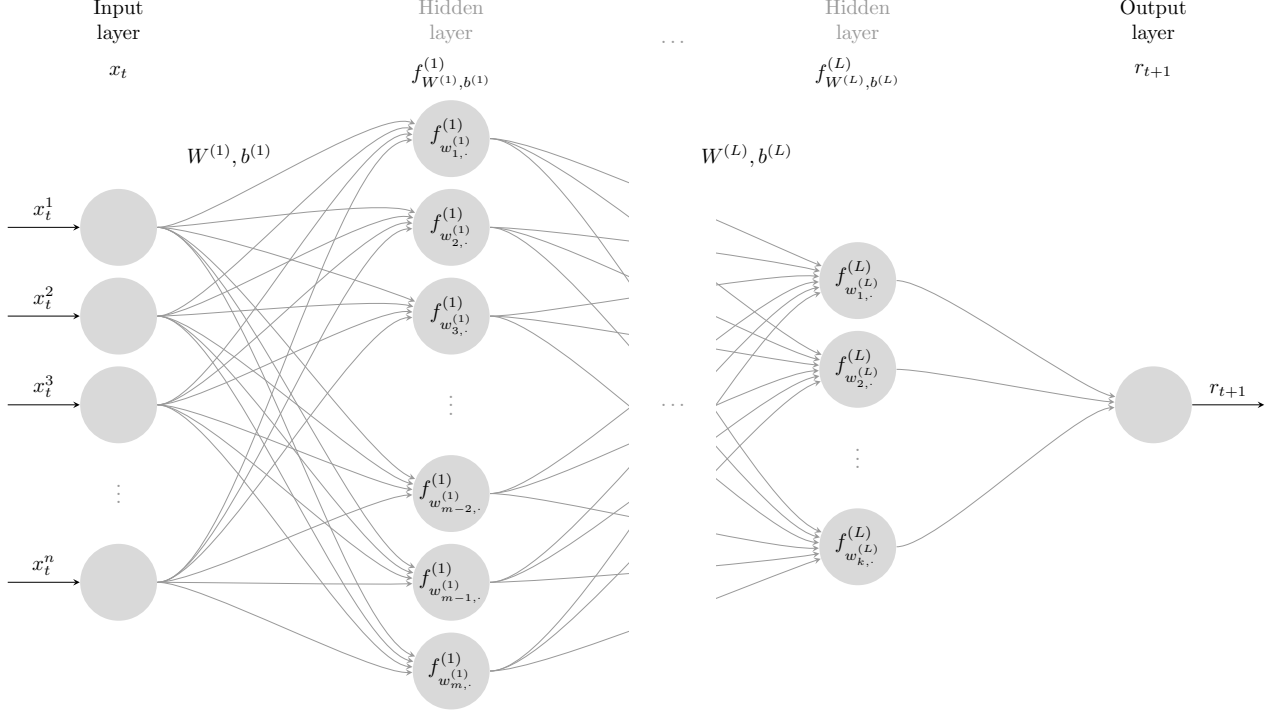 Input
layer
x_t
Hidden
layer
f^{(1)}_{W^{(1)},b^{(1)}}
...
Hidden
layer
f^{(L)}_{W^{(L)},b^{(L)}}
Output
layer
r_{t+1}
W^{(1)}, b^{(1)}
W^{(L)}, b^{(L)}
x_t^1
x_t^2
x_t^3
⋮
x_t^n
f^{(1)}_{w^{(1)}_{1,·}}
f^{(1)}_{w^{(1)}_{2,·}}
f^{(1)}_{w^{(1)}_{3,·}}
⋮
f^{(1)}_{w^{(1)}_{m-2,·}}
f^{(1)}_{w^{(1)}_{m-1,·}}
f^{(1)}_{w^{(1)}_{m,·}}
...
f^{(L)}_{w^{(L)}_{1,·}}
f^{(L)}_{w^{(L)}_{2,·}}
⋮
f^{(L)}_{w^{(L)}_{k,·}}
r_{t+1}